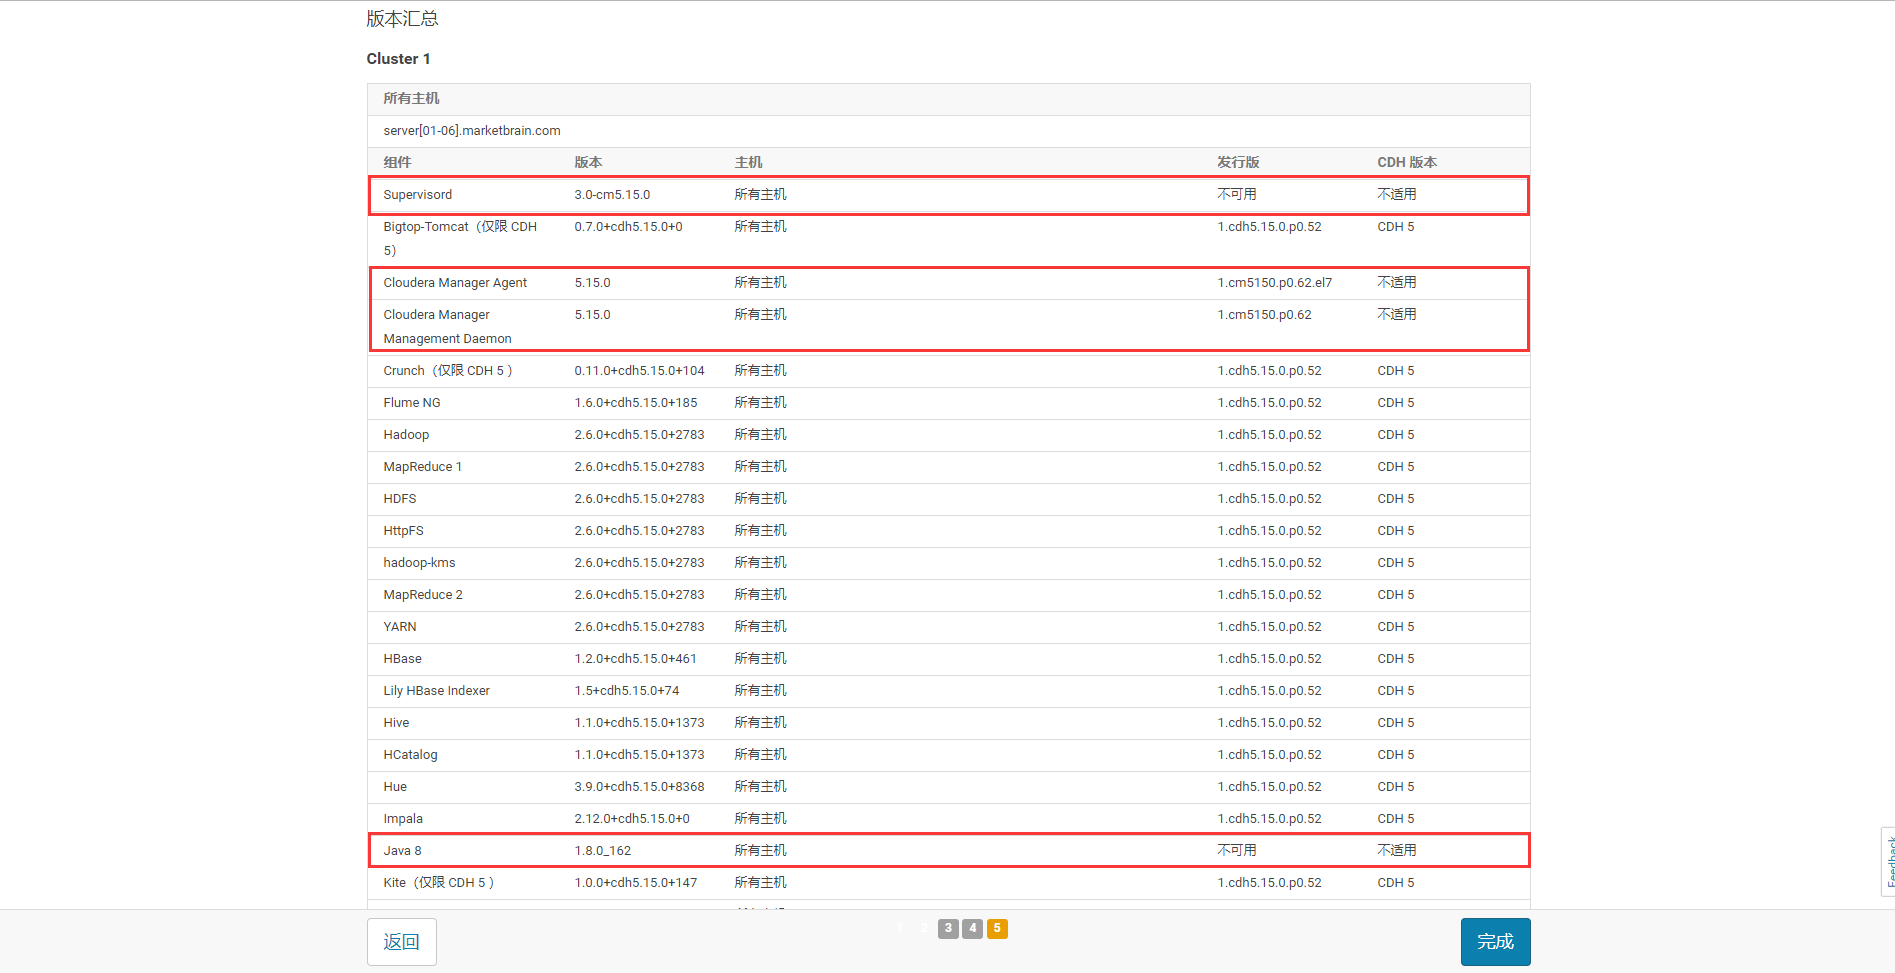 版本汇总
Cluster 1
所有主机
server[01-06].marketbrain.com
组件 版本 主机 发行版 CDH 版本
Supervisord 3.0-cm5.15.0 所有主机 不可用 不适用
Bigtop-Tomcat（仅限 CDH 0.7.0+cdh5.15.0+0 所有主机 1.cdh5.15.0.p0.52 CDH 5
5）
Cloudera Manager Agent 5.15.0 所有主机 1.cm5150.p0.62.el7 不适用
Cloudera Manager 5.15.0 所有主机 1.cm5150.p0.62 不适用
Management Daemon
Crunch（仅限 CDH 5 ） 0.11.0+cdh5.15.0+104 所有主机 1.cdh5.15.0.p0.52 CDH 5
Flume NG 1.6.0+cdh5.15.0+185 所有主机 1.cdh5.15.0.p0.52 CDH 5
Hadoop 2.6.0+cdh5.15.0+2783 所有主机 1.cdh5.15.0.p0.52 CDH 5
MapReduce 1 2.6.0+cdh5.15.0+2783 所有主机 1.cdh5.15.0.p0.52 CDH 5
HDFS 2.6.0+cdh5.15.0+2783 所有主机 1.cdh5.15.0.p0.52 CDH 5
HttpFS 2.6.0+cdh5.15.0+2783 所有主机 1.cdh5.15.0.p0.52 CDH 5
hadoop-kms 2.6.0+cdh5.15.0+2783 所有主机 1.cdh5.15.0.p0.52 CDH 5
MapReduce 2 2.6.0+cdh5.15.0+2783 所有主机 1.cdh5.15.0.p0.52 CDH 5
YARN 2.6.0+cdh5.15.0+2783 所有主机 1.cdh5.15.0.p0.52 CDH 5
HBase 1.2.0+cdh5.15.0+461 所有主机 1.cdh5.15.0.p0.52 CDH 5
Lily HBase Indexer 1.5+cdh5.15.0+74 所有主机 1.cdh5.15.0.p0.52 CDH 5
Hive 1.1.0+cdh5.15.0+1373 所有主机 1.cdh5.15.0.p0.52 CDH 5
HCatalog 1.1.0+cdh5.15.0+1373 所有主机 1.cdh5.15.0.p0.52 CDH 5
Hue 3.9.0+cdh5.15.0+8368 所有主机 1.cdh5.15.0.p0.52 CDH 5
Impala 2.12.0+cdh5.15.0+0 所有主机 1.cdh5.15.0.p0.52 CDH 5
Java 8 1.8.0_162 所有主机 不可用 不适用
Kite（仅限 CDH 5 ） 1.0.0+cdh5.15.0+147 所有主机 1.cdh5.15.0.p0.52 CDH 5
Feedback
返回 1 2 3 4 5 完成